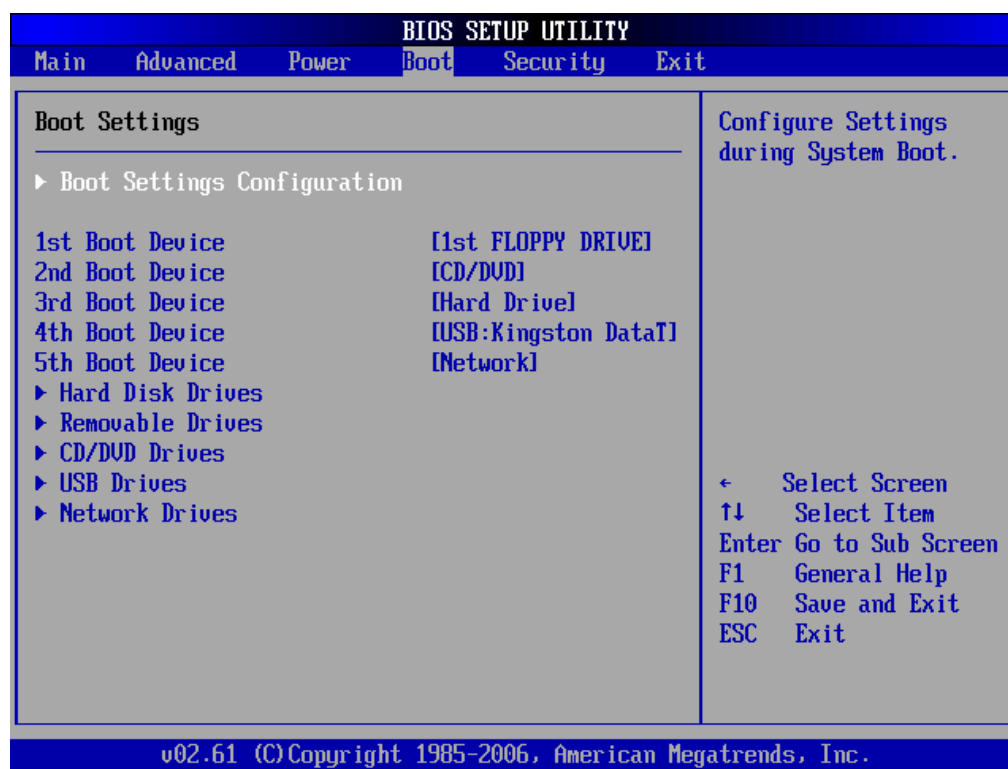 BIOS SETUP UTILITY
Main Advanced Power Boot Security Exit
Boot Settings
▶ Boot Settings Configuration
1st Boot Device [1st FLOPPY DRIVE]
2nd Boot Device [CD/DVD]
3rd Boot Device [Hard Drive]
4th Boot Device [USB:Kingston DataT]
5th Boot Device [Network]
▶ Hard Disk Drives
▶ Removable Drives
▶ CD/DVD Drives
▶ USB Drives
▶ Network Drives
Configure Settings
during System Boot.
← Select Screen
↑↓ Select Item
Enter Go to Sub Screen
F1 General Help
F10 Save and Exit
ESC Exit
v02.61 (C)Copyright 1985-2006, American Megatrends, Inc.